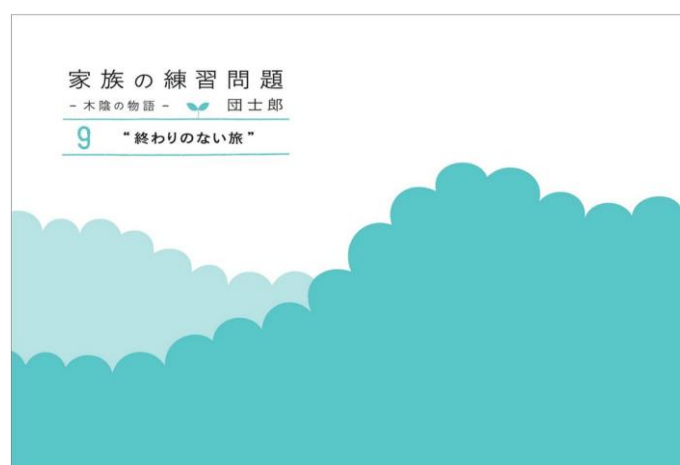 家族の練習問題
- 木陰の物語 - 団士郎
9 “終わりのない旅”